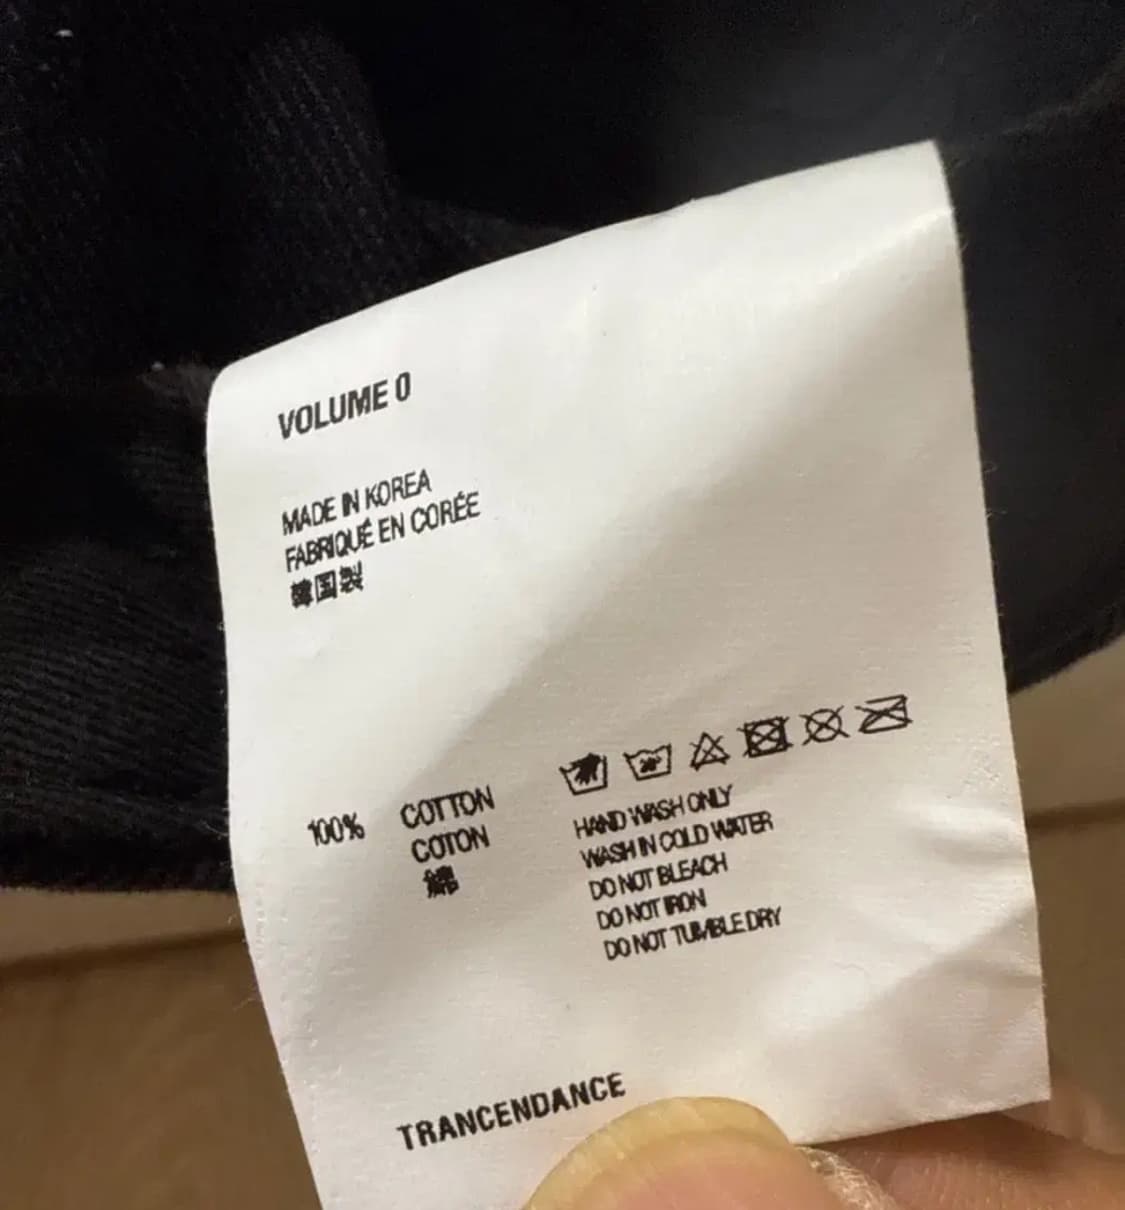 VOLUME 0
MADE IN KOREA
FABRIQUÉ EN CORÉE
韓国製
100% COTTON
COTON
綿
HAND WASH ONLY
WASH IN COLD WATER
DO NOT BLEACH
DO NOT IRON
DO NOT TUMBLE DRY
TRANCENDANCE